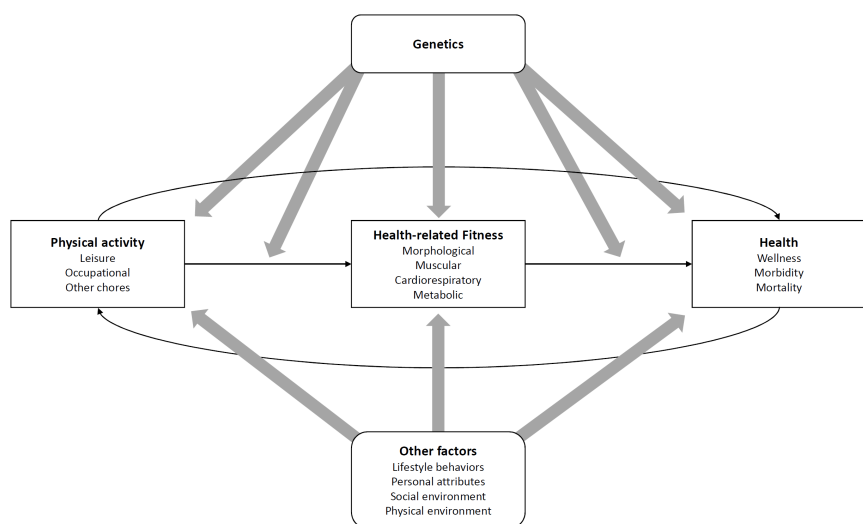 Genetics
Physical activity
Leisure
Occupational
Other chores
Health-related Fitness
Morphological
Muscular
Cardiorespiratory
Metabolic
Health
Wellness
Morbidity
Mortality
Other factors
Lifestyle behaviors
Personal attributes
Social environment
Physical environment